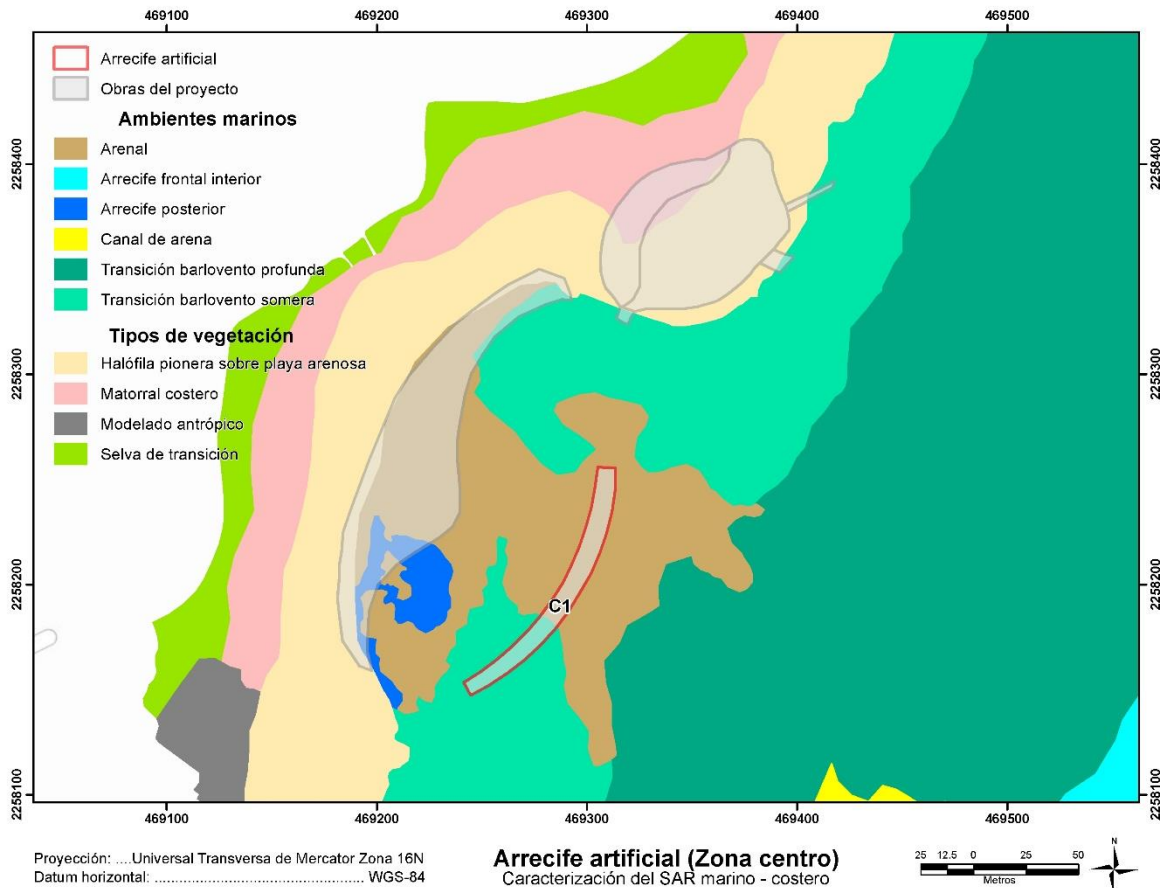 469100 469200 469300 469400 469500
Arrecife artificial
Obras del proyecto
Ambientes marinos
Arenal
Arrecife frontal interior
Arrecife posterior
Canal de arena
Transición barlovento profunda
Transición barlovento somera
Tipos de vegetación
Halófila pionera sobre playa arenosa
Matorral costero
Modelado antrópico
Selva de transición
2258400 2258400
2258300 2258300
2258200 2258200
2258100 2258100
C1
469100 469200 469300 469400 469500
Proyección: ....Universal Transversa de Mercator Zona 16N
Datum horizontal: ................................................ WGS-84
Arrecife artificial (Zona centro)
Caracterización del SAR marino - costero
25 12.5 0 25 50
Metros
N